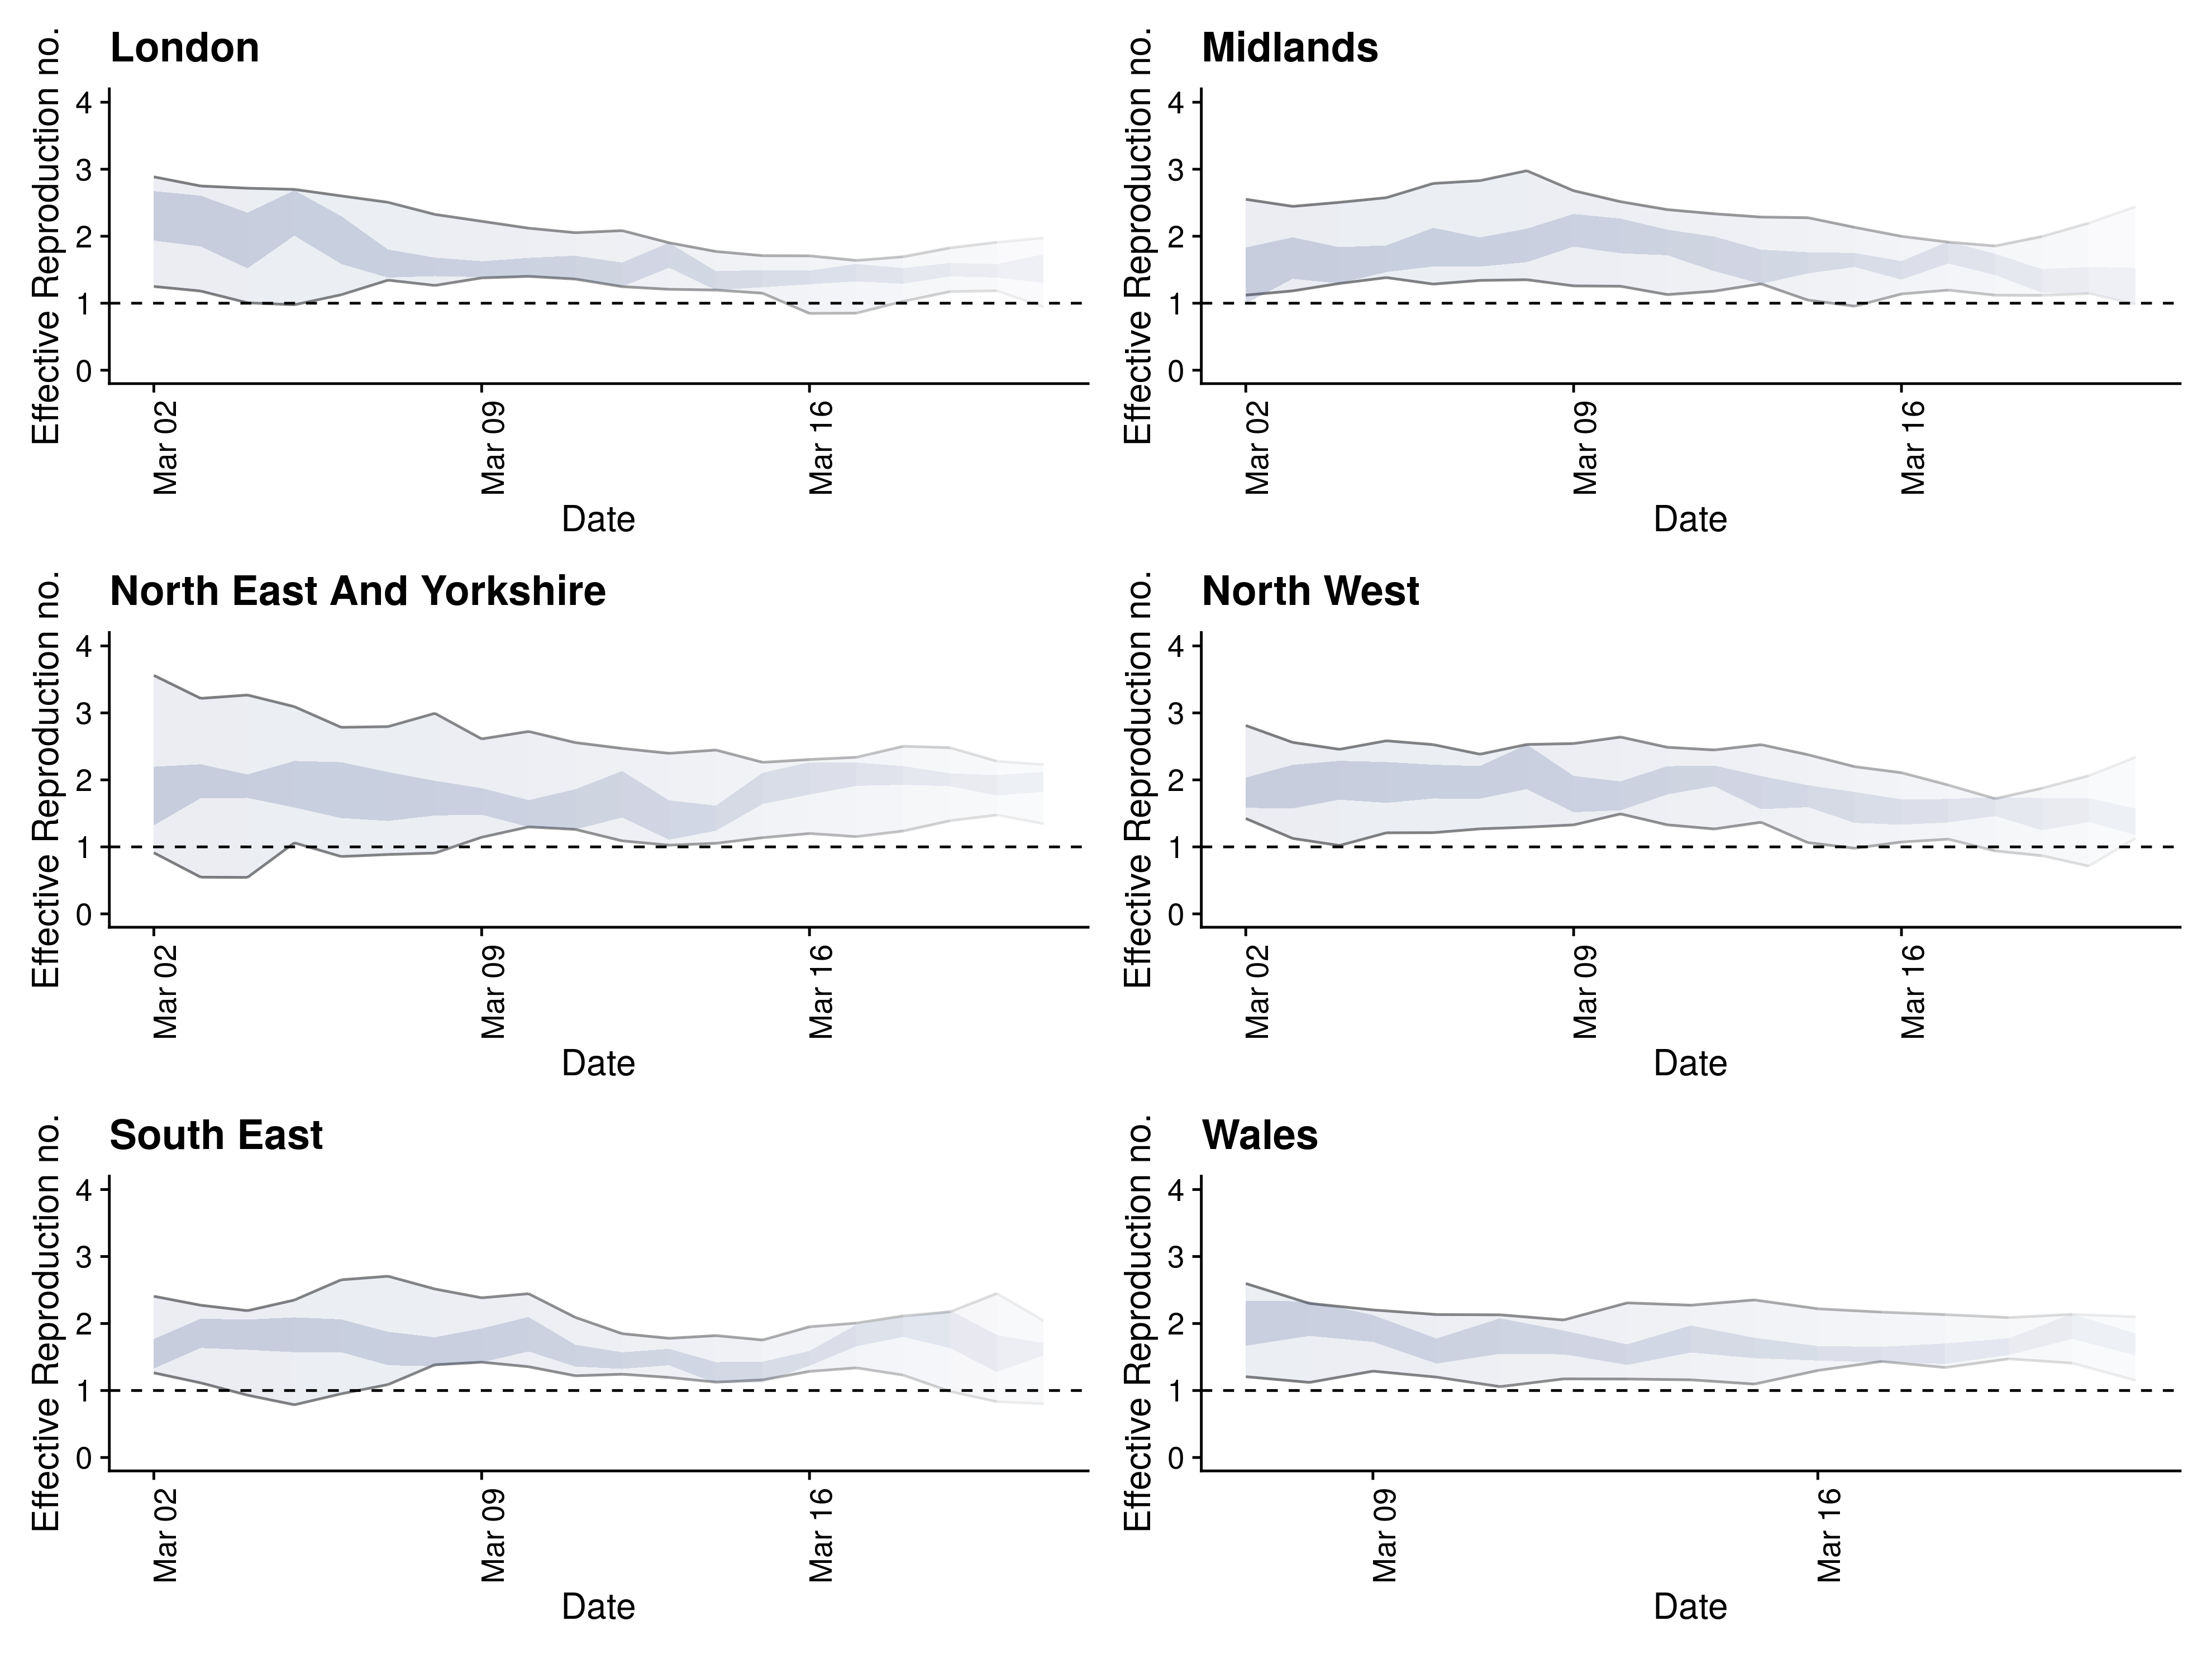 London
Effective Reproduction no.
4
3
2
1
0
Mar 02
Mar 09
Mar 16
Date
Midlands
Effective Reproduction no.
4
3
2
1
0
Mar 02
Mar 09
Mar 16
Date
North East And Yorkshire
Effective Reproduction no.
4
3
2
1
0
Mar 02
Mar 09
Mar 16
Date
North West
Effective Reproduction no.
4
3
2
1
0
Mar 02
Mar 09
Mar 16
Date
South East
Effective Reproduction no.
4
3
2
1
0
Mar 02
Mar 09
Mar 16
Date
Wales
Effective Reproduction no.
4
3
2
1
0
Mar 09
Mar 16
Date